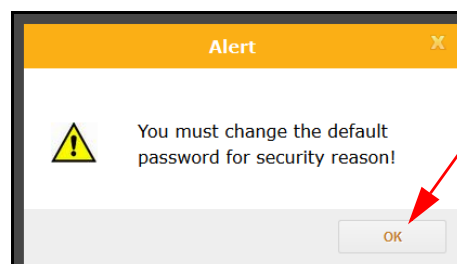 Alert
X
You must change the default
password for security reason!
OK